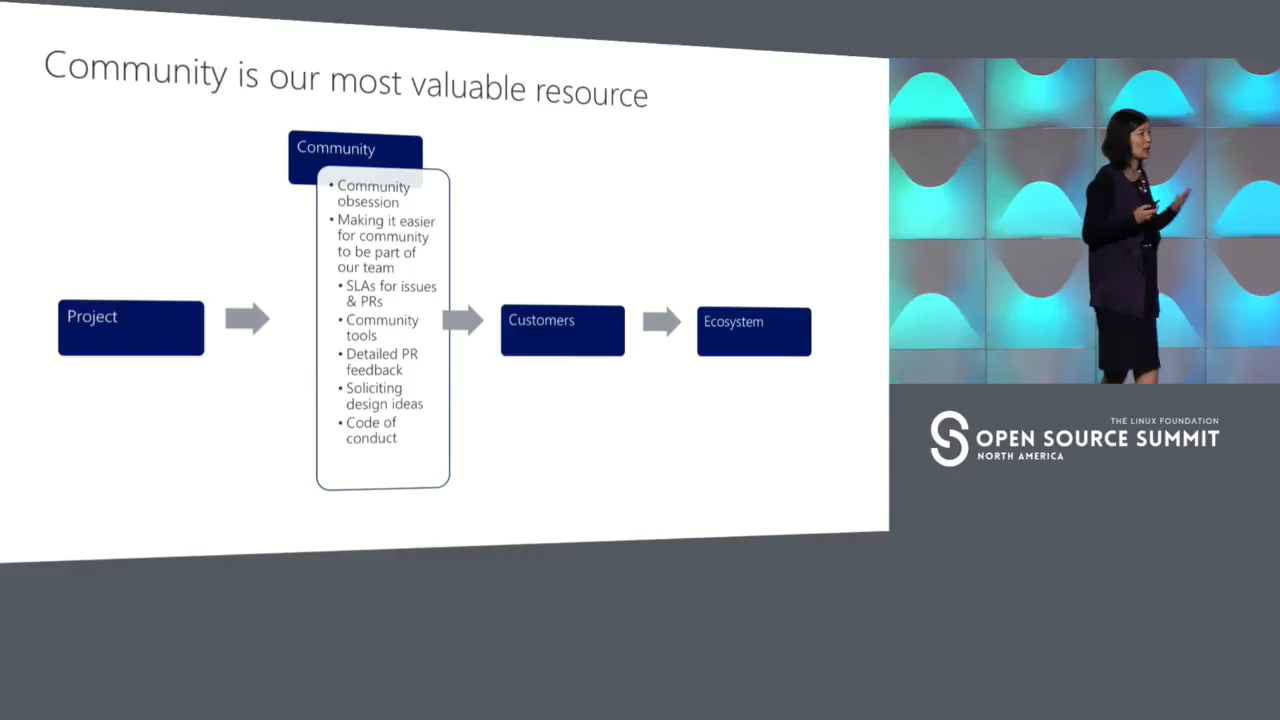 Community is our most valuable resource
Community
• Community
obsession
• Making it easier
for community
to be part of
our team
• SLAs for issues
& PRs
• Community
tools
• Detailed PR
feedback
• Soliciting
design ideas
• Code of
conduct
Project
Customers
Ecosystem
THE LINUX FOUNDATION
OPEN SOURCE SUMMIT
NORTH AMERICA